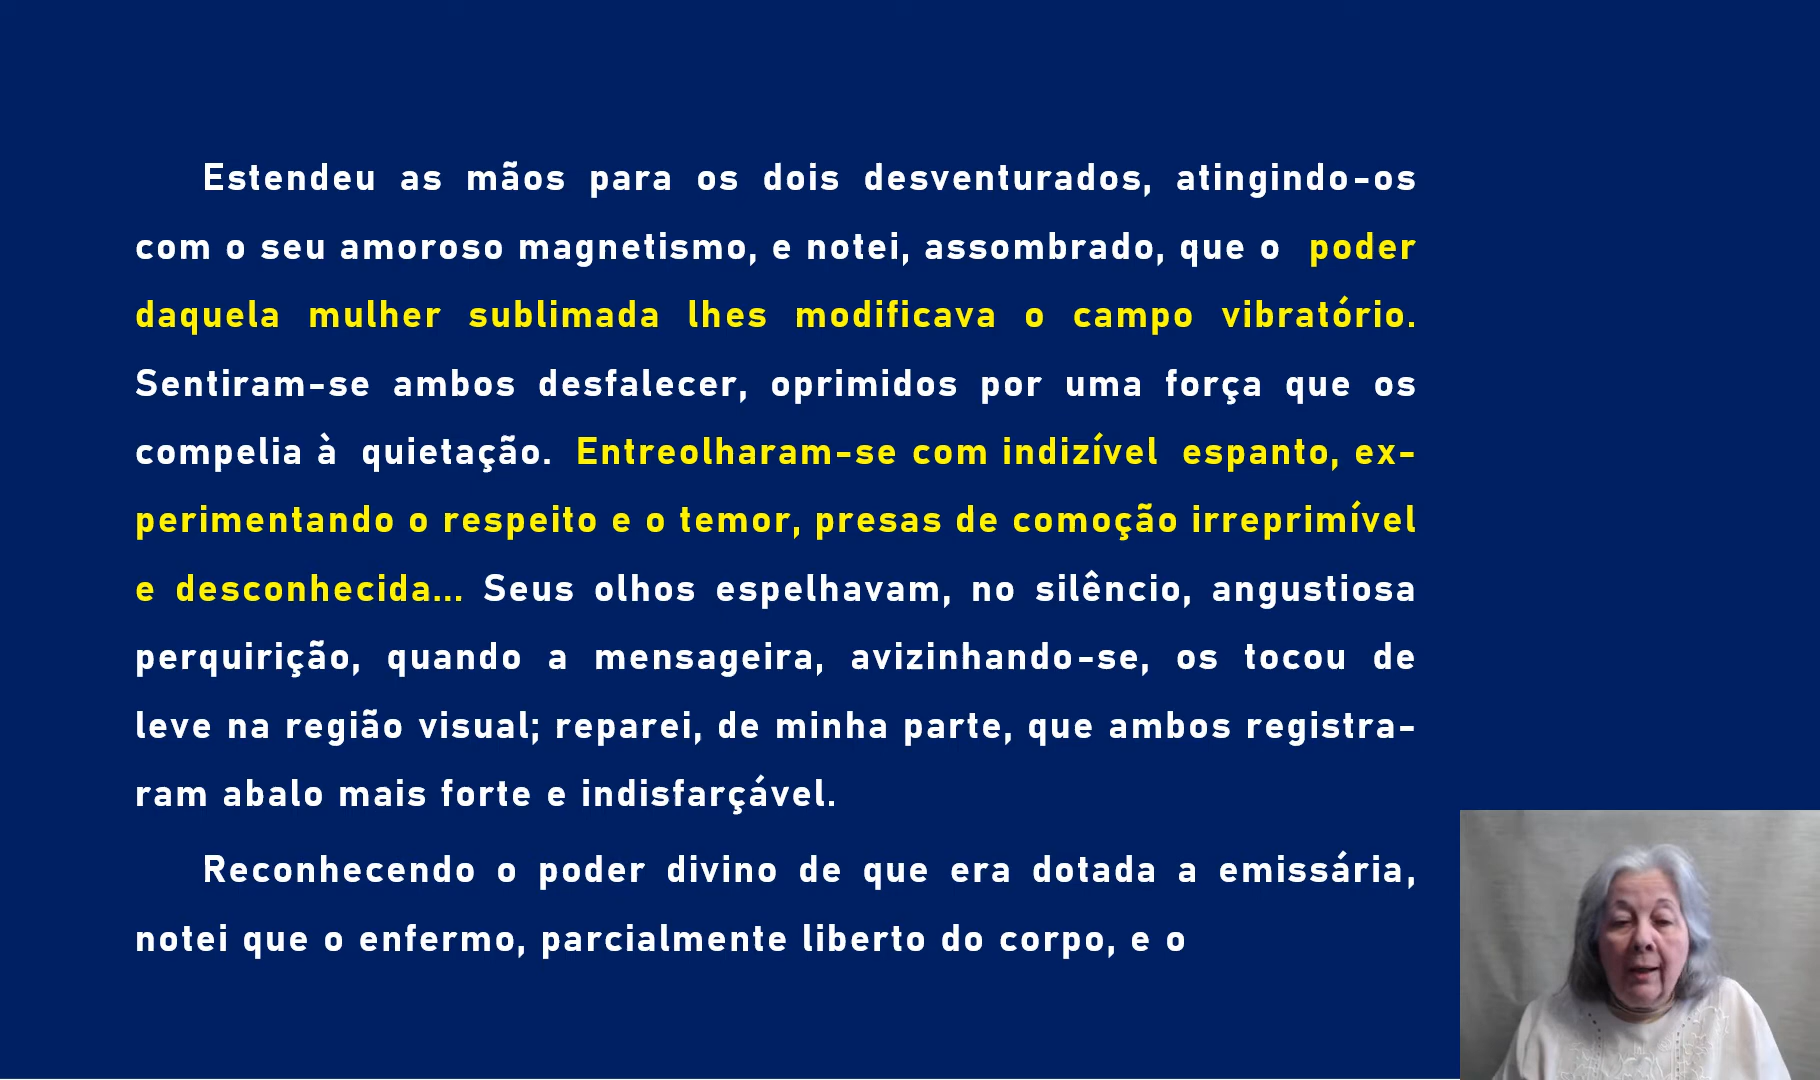 Estendeu as mãos para os dois desventurados, atingindo-os
com o seu amoroso magnetismo, e notei, assombrado, que o poder
daquela mulher sublimada lhes modificava o campo vibratório.
Sentiram-se ambos desfalecer, oprimidos por uma força que os
compelia à quietação. Entreolharam-se com indizível espanto, ex-
perimentando o respeito e o temor, presas de comoção irreprimível
e desconhecida... Seus olhos espelhavam, no silêncio, angustiosa
perquirição, quando a mensageira, avizinhando-se, os tocou de
leve na região visual; reparei, de minha parte, que ambos registra-
ram abalo mais forte e indisfarçável.
Reconhecendo o poder divino de que era dotada a emissária,
notei que o enfermo, parcialmente liberto do corpo, e o